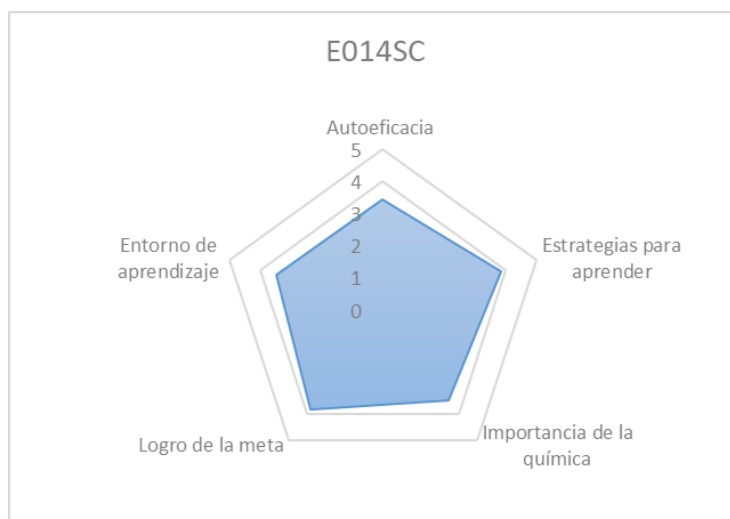 E014SC
Autoeficacia
5
4
3
2
1
0
Estrategias para
aprender
Importancia de la
química
Logro de la meta
Entorno de
aprendizaje